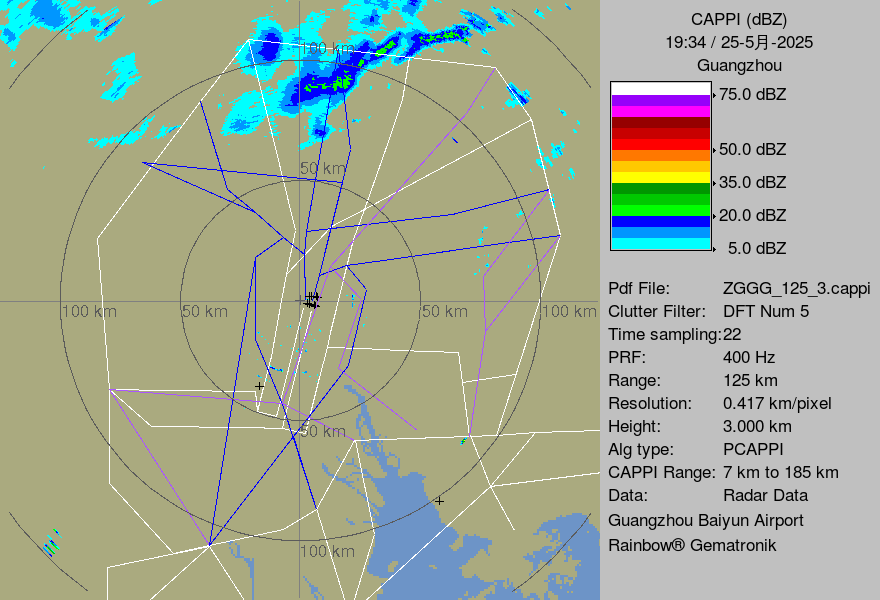 CAPPI (dBZ)
19:34 / 25-5月-2025
Guangzhou
75.0 dBZ
50.0 dBZ
35.0 dBZ
20.0 dBZ
5.0 dBZ
Pdf File: ZGGG_125_3.cappi
Clutter Filter: DFT Num 5
Time sampling:22
PRF: 400 Hz
Range: 125 km
Resolution: 0.417 km/pixel
Height: 3.000 km
Alg type: PCAPPI
CAPPI Range: 7 km to 185 km
Data: Radar Data
Guangzhou Baiyun Airport
Rainbow® Gematronik
100 km
50 km
100 km
50 km
50 km
100 km
50 km
100 km